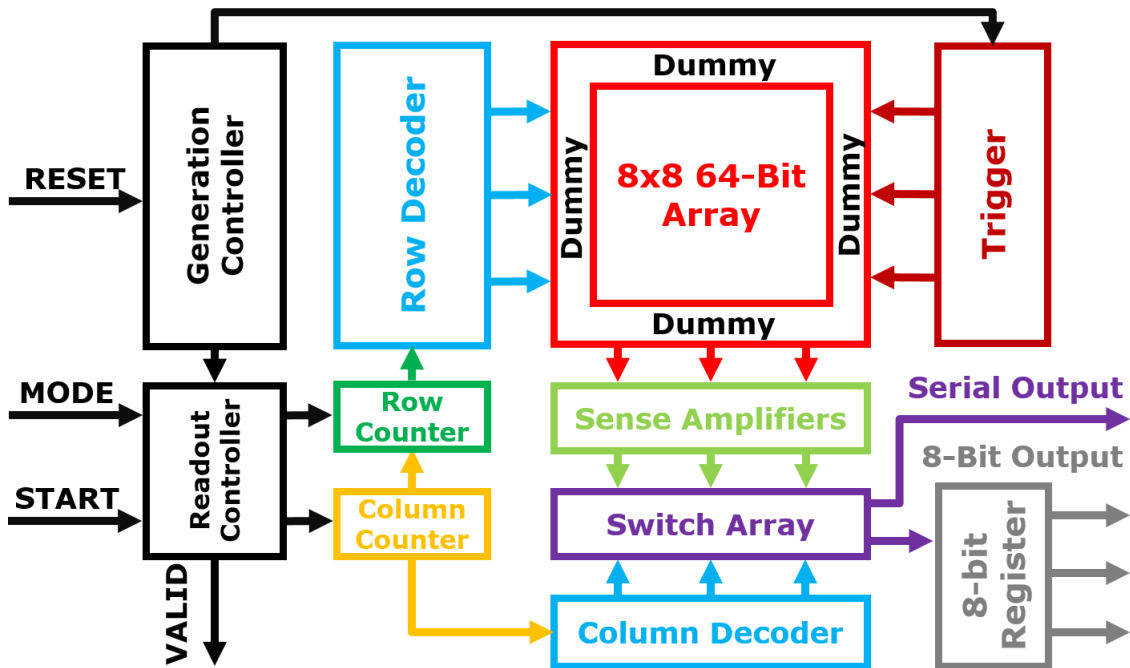 RESET
MODE
START
VALID
Generation
Controller
Readout
Controller
Row Decoder
Row
Counter
Column
Counter
Dummy
Dummy
8x8 64-Bit
Array
Dummy
Dummy
Trigger
Sense Amplifiers
Switch Array
Column Decoder
Serial Output
8-Bit Output
8-bit
Register